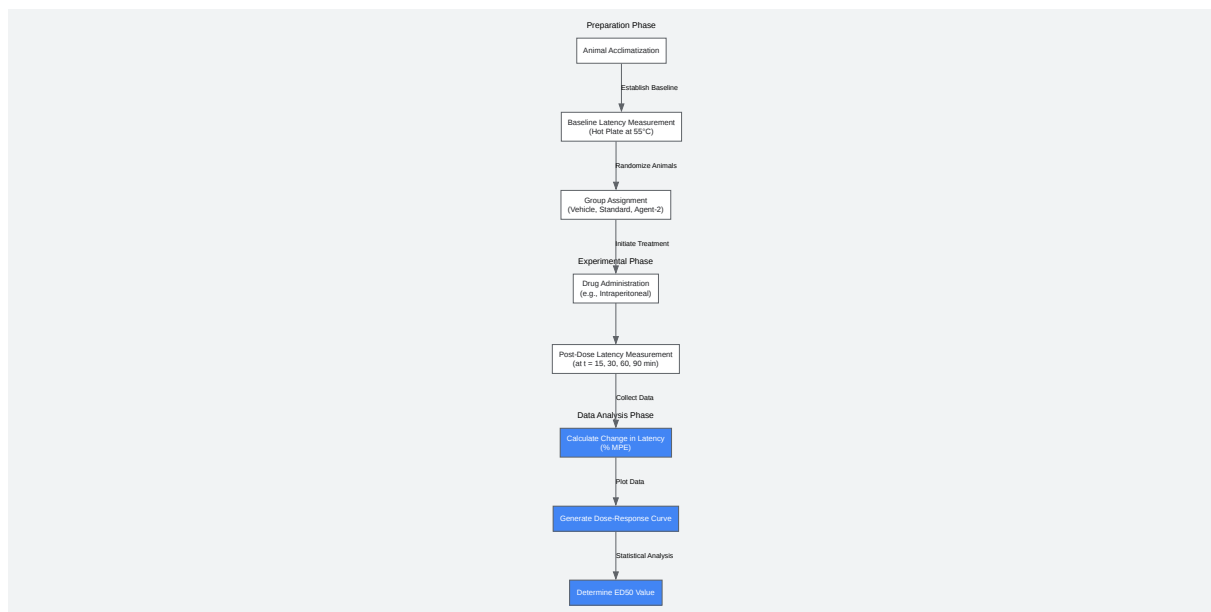 Preparation Phase
Animal Acclimatization
Establish Baseline
Baseline Latency Measurement
(Hot Plate at 55°C)
Randomize Animals
Group Assignment
(Vehicle, Standard, Agent-2)
Initiate Treatment
Experimental Phase
Drug Administration
(e.g., Intraperitoneal)
Post-Dose Latency Measurement
(at t = 15, 30, 60, 90 min)
Collect Data
Data Analysis Phase
Calculate Change in Latency
(% MPE)
Plot Data
Generate Dose-Response Curve
Statistical Analysis
Determine ED50 Value